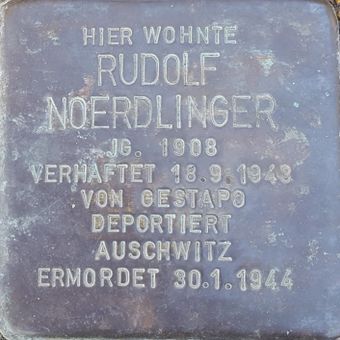 HIER WOHNTE
RUDOLF
NOERDLINGER
JG. 1908
VERHAFTET 18.9.1943
VON GESTAPO
DEPORTIERT
AUSCHWITZ
ERMORDET 30.1.1944